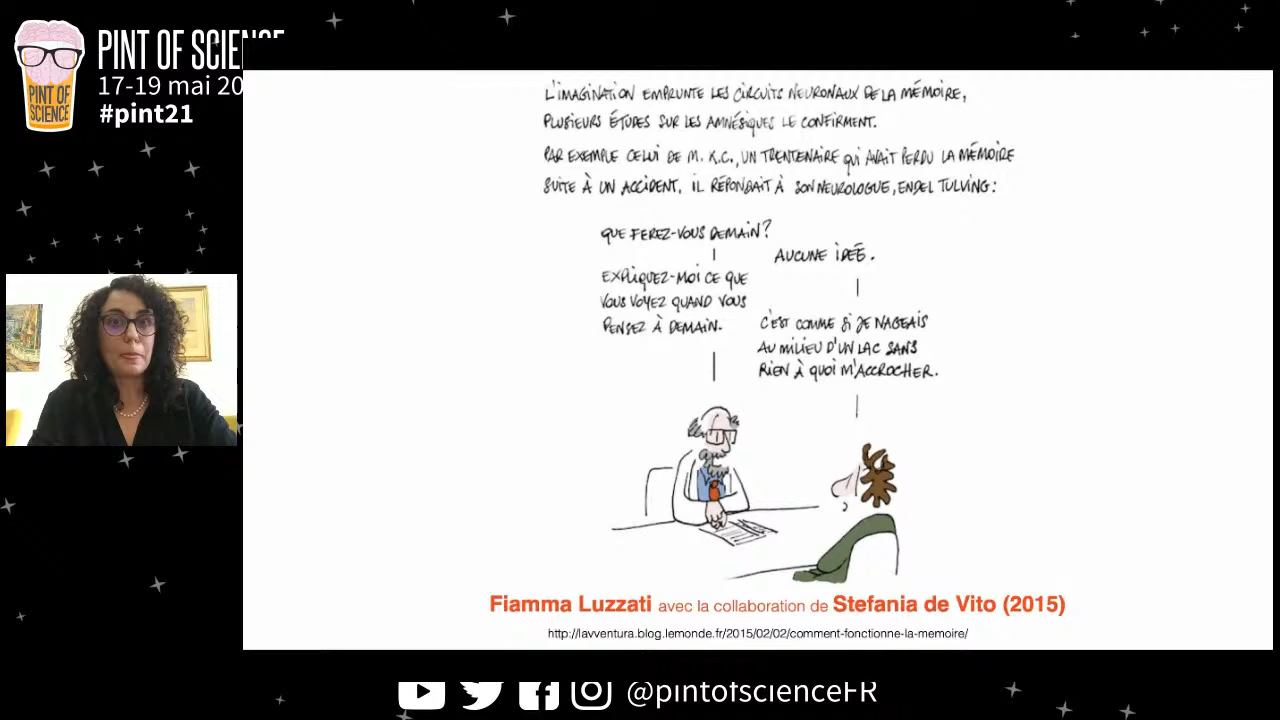 PINT OF SCIENCE
17-19 mai 20
#pint21
PINT OF
SCIENCE
L'IMAGINATION EMPRUNTE LES CIRCUITS NEURONAUX DE LA MÉMOIRE,
PLUSIEURS ÉTUDES SUR LES AMNÉSIQUES LE CONFIRMENT.
PAR EXEMPLE CELUI DE M. K.C., UN TRENTENAIRE QUI AVAIT PERDU LA MÉMOIRE
SUITE À UN ACCIDENT. IL RÉPONDAIT À SON NEUROLOGUE, ENDEL TULVING :
QUE FEREZ-VOUS DEMAIN ?
AUCUNE IDÉE.
EXPLIQUEZ-MOI CE QUE
VOUS VOYEZ QUAND VOUS
PENSEZ À DEMAIN.
C'EST COMME SI JE NAGEAIS
AU MILIEU D'UN LAC SANS
RIEN À QUOI M'ACCROCHER.
Fiamma Luzzati avec la collaboration de Stefania de Vito (2015)
http://lavventura.blog.lemonde.fr/2015/02/02/comment-fonctionne-la-memoire/
@pintofscienceFR